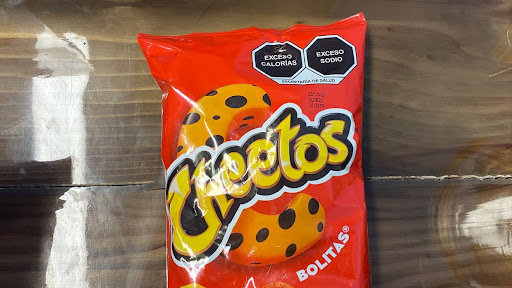 EXCESO
CALORÍAS
EXCESO
SODIO
SECRETARÍA DE SALUD
Cheetos
BOLITAS®